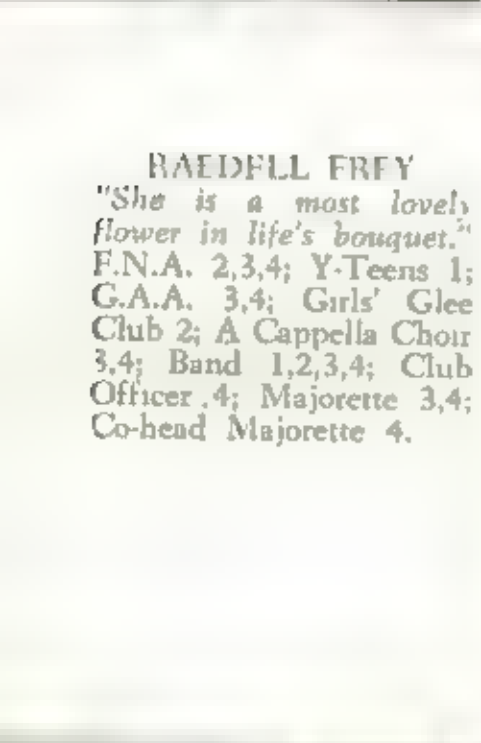 RAEDELL FREY
"She is a most lovely
flower in life's bouquet."
F.N.A. 2,3,4; Y-Teens 1;
G.A.A. 3,4; Girls' Glee
Club 2; A Cappella Choir
3,4; Band 1,2,3,4; Club
Officer 4; Majorette 3,4;
Co-head Majorette 4.